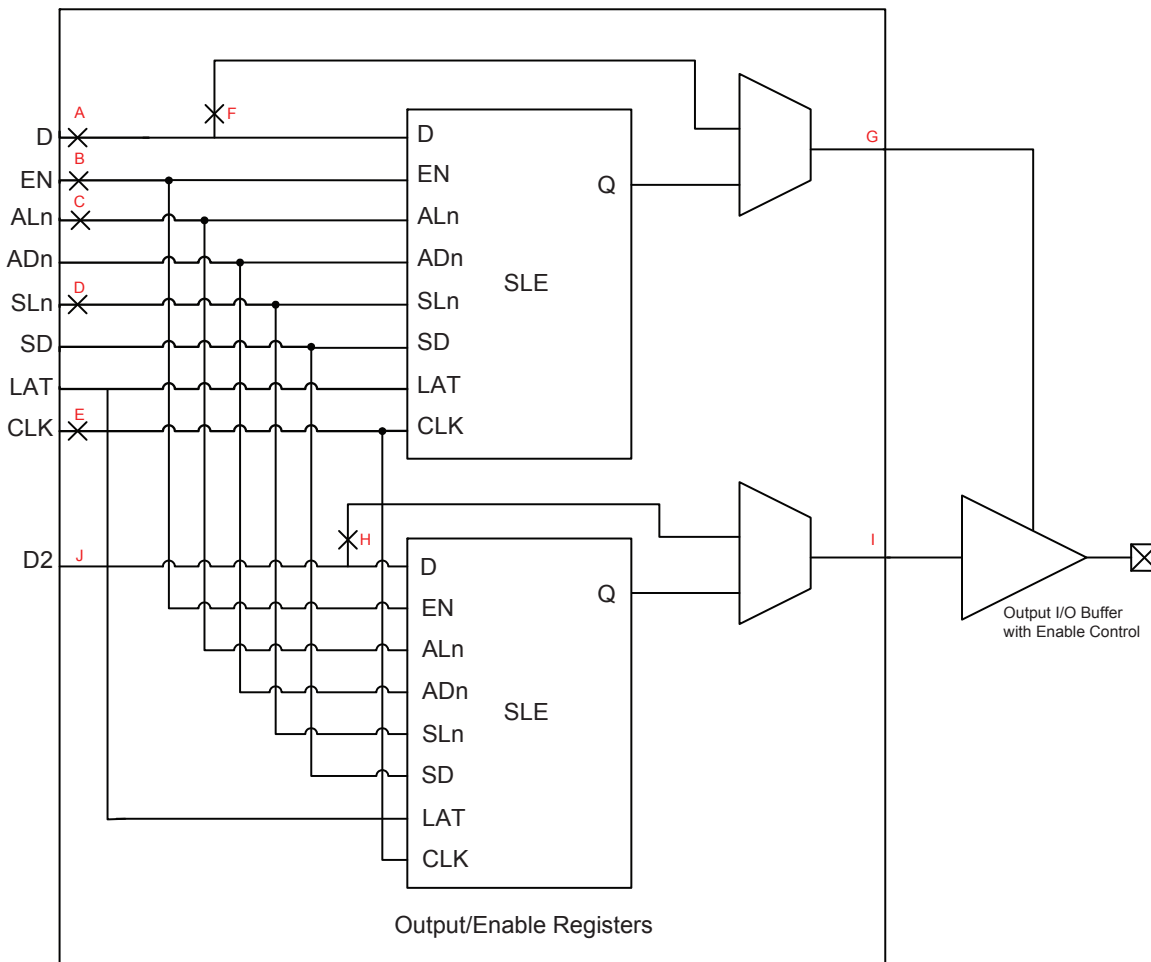 A
F
D
D
G
B
EN
EN
Q
C
ALn
ALn
ADn
ADn
SLE
D
SLn
SLn
SD
SD
LAT
LAT
E
CLK
CLK
H
I
J
D2
D
Q
EN
Output I/O Buffer
with Enable Control
ALn
ADn
SLE
SLn
SD
LAT
CLK
Output/Enable Registers